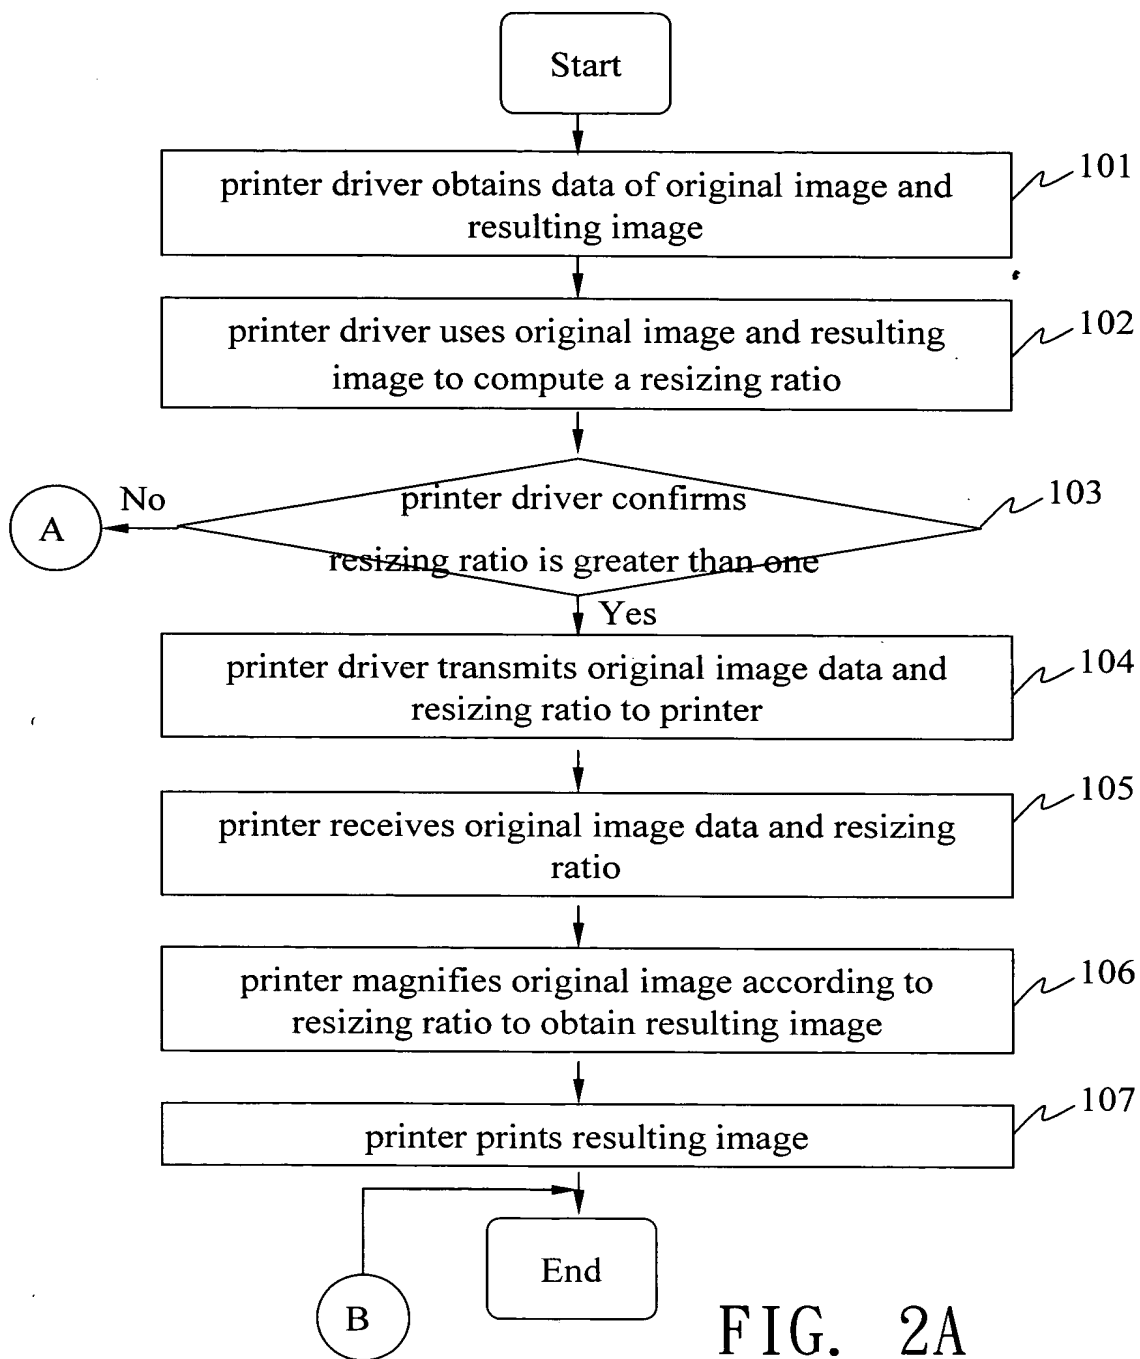 Start
printer driver obtains data of original image and
resulting image
101
printer driver uses original image and resulting
image to compute a resizing ratio
102
No
A
printer driver confirms
resizing ratio is greater than one
103
Yes
printer driver transmits original image data and
resizing ratio to printer
104
printer receives original image data and resizing
ratio
105
printer magnifies original image according to
resizing ratio to obtain resulting image
106
printer prints resulting image
107
End
B
FIG. 2A